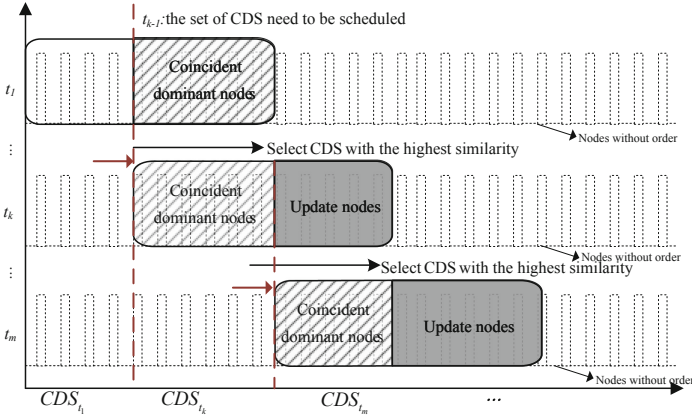 t_{k-1}:the set of CDS need to be scheduled
Coincident
dominant nodes
t_1
Nodes without order
⋮
Select CDS with the highest similarity
Coincident
dominant nodes
Update nodes
t_k
Nodes without order
⋮
Select CDS with the highest similarity
Coincident
dominant nodes
Update nodes
t_m
Nodes without order
CDS_{t_1} CDS_{t_k} CDS_{t_m} ...